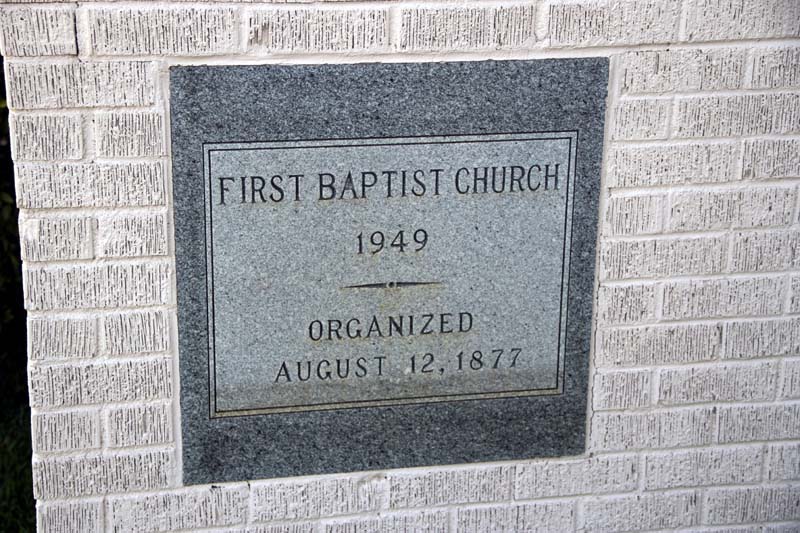 FIRST BAPTIST CHURCH
1949
ORGANIZED
AUGUST 12, 1877